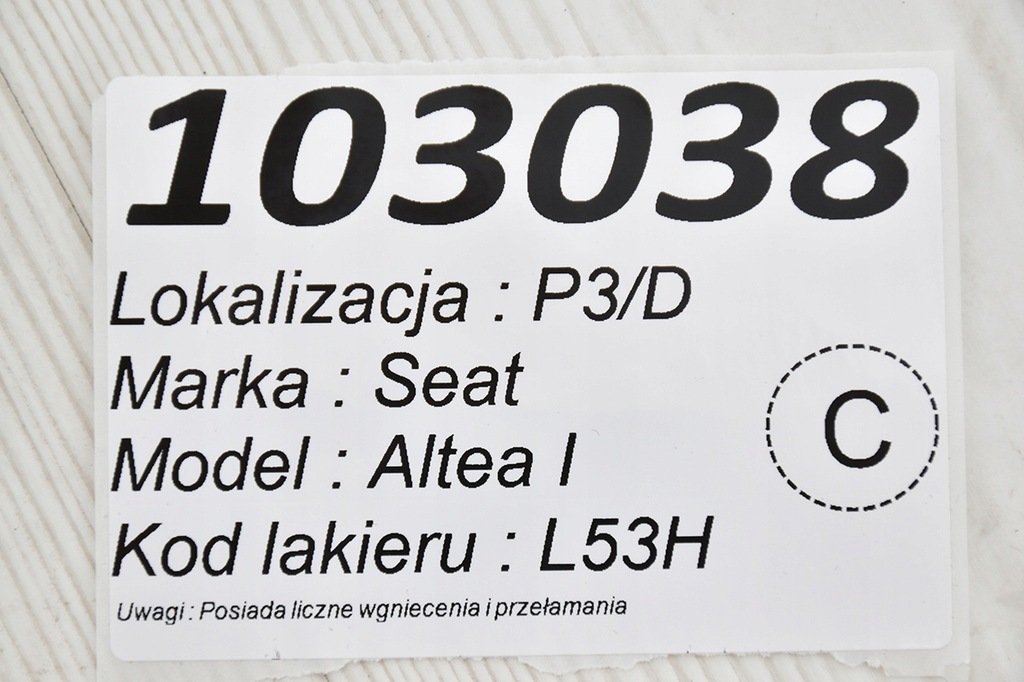 103038
Lokalizacja : P3/D
Marka : Seat
Model : Altea I
C
Kod lakieru : L53H
Uwagi : Posiada liczne wgniecenia i przełamania